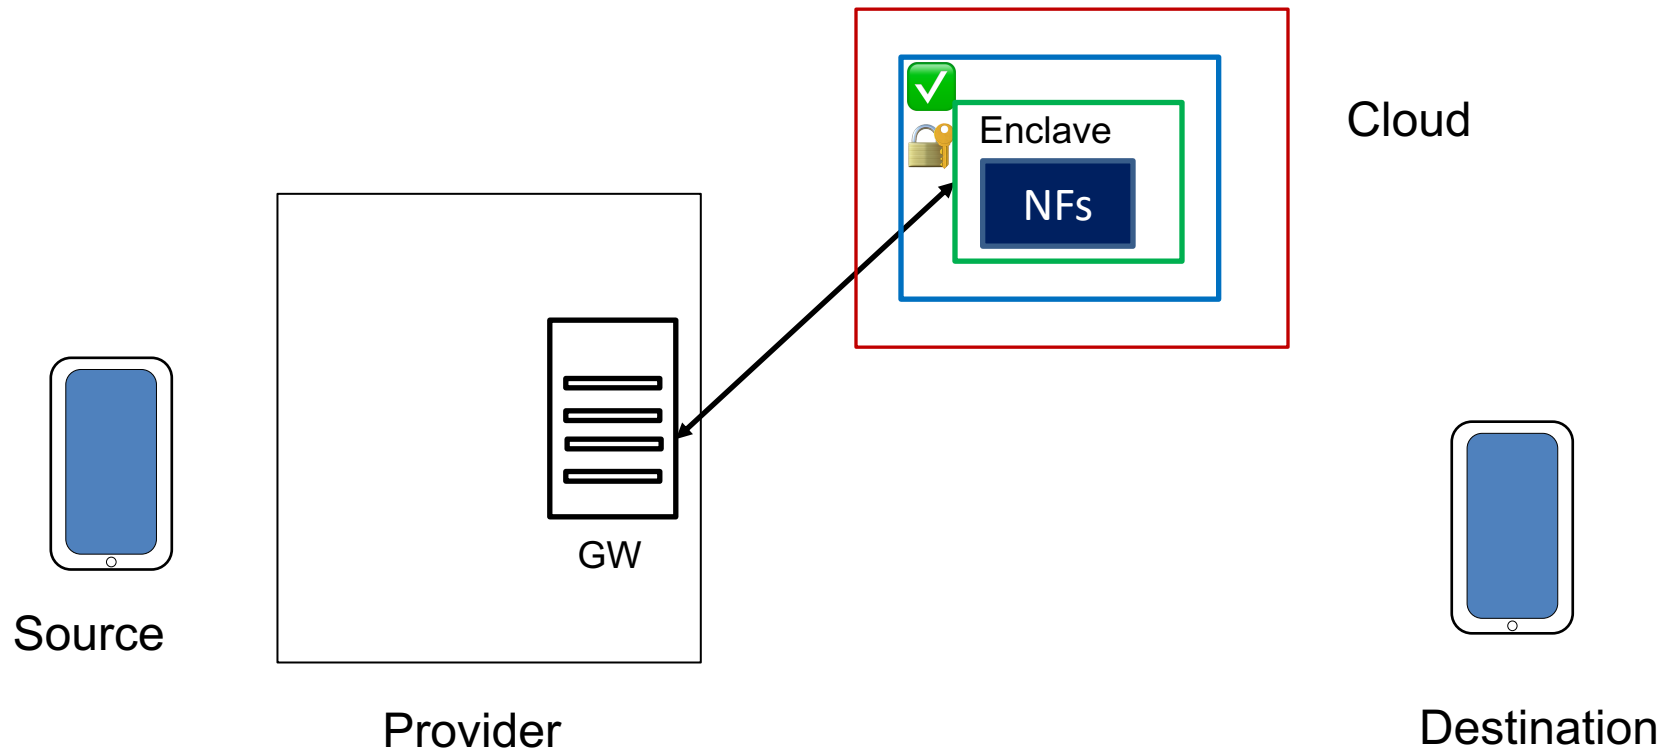 Cloud
Enclave
NFs
GW
Source
Provider
Destination